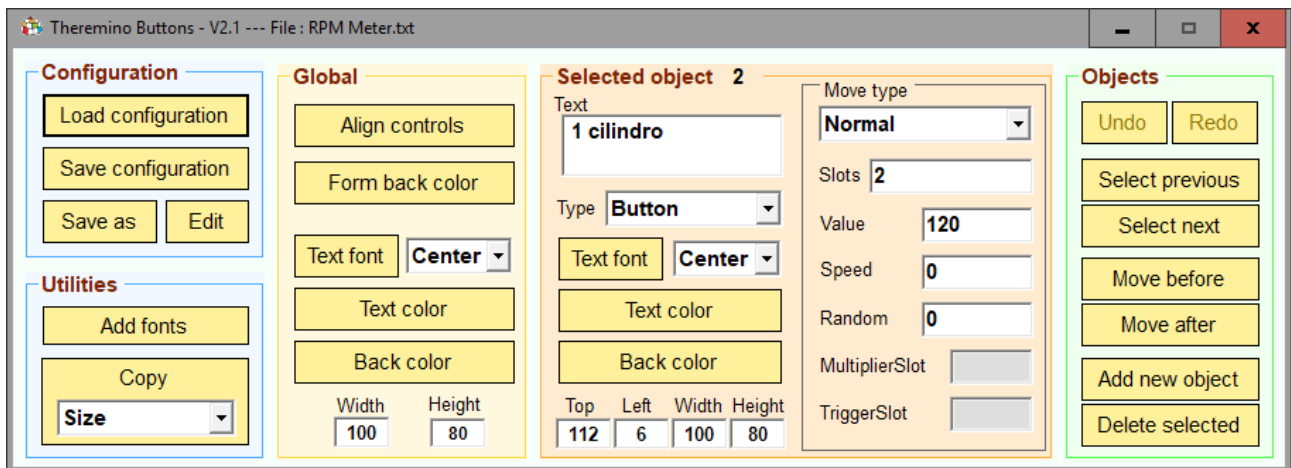 Theremino Buttons - V2.1 --- File : RPM Meter.txt
Configuration
Load configuration
Save configuration
Save as
Edit
Utilities
Add fonts
Copy
Size
Global
Align controls
Form back color
Text font
Center
Text color
Back color
Width
Height
100
80
Selected object 2
Text
1 cilindro
Type
Button
Text font
Center
Text color
Back color
Top
Left
Width
Height
112
6
100
80
Move type
Normal
Slots
2
Value
120
Speed
0
Random
0
MultiplierSlot
TriggerSlot
Objects
Undo
Redo
Select previous
Select next
Move before
Move after
Add new object
Delete selected